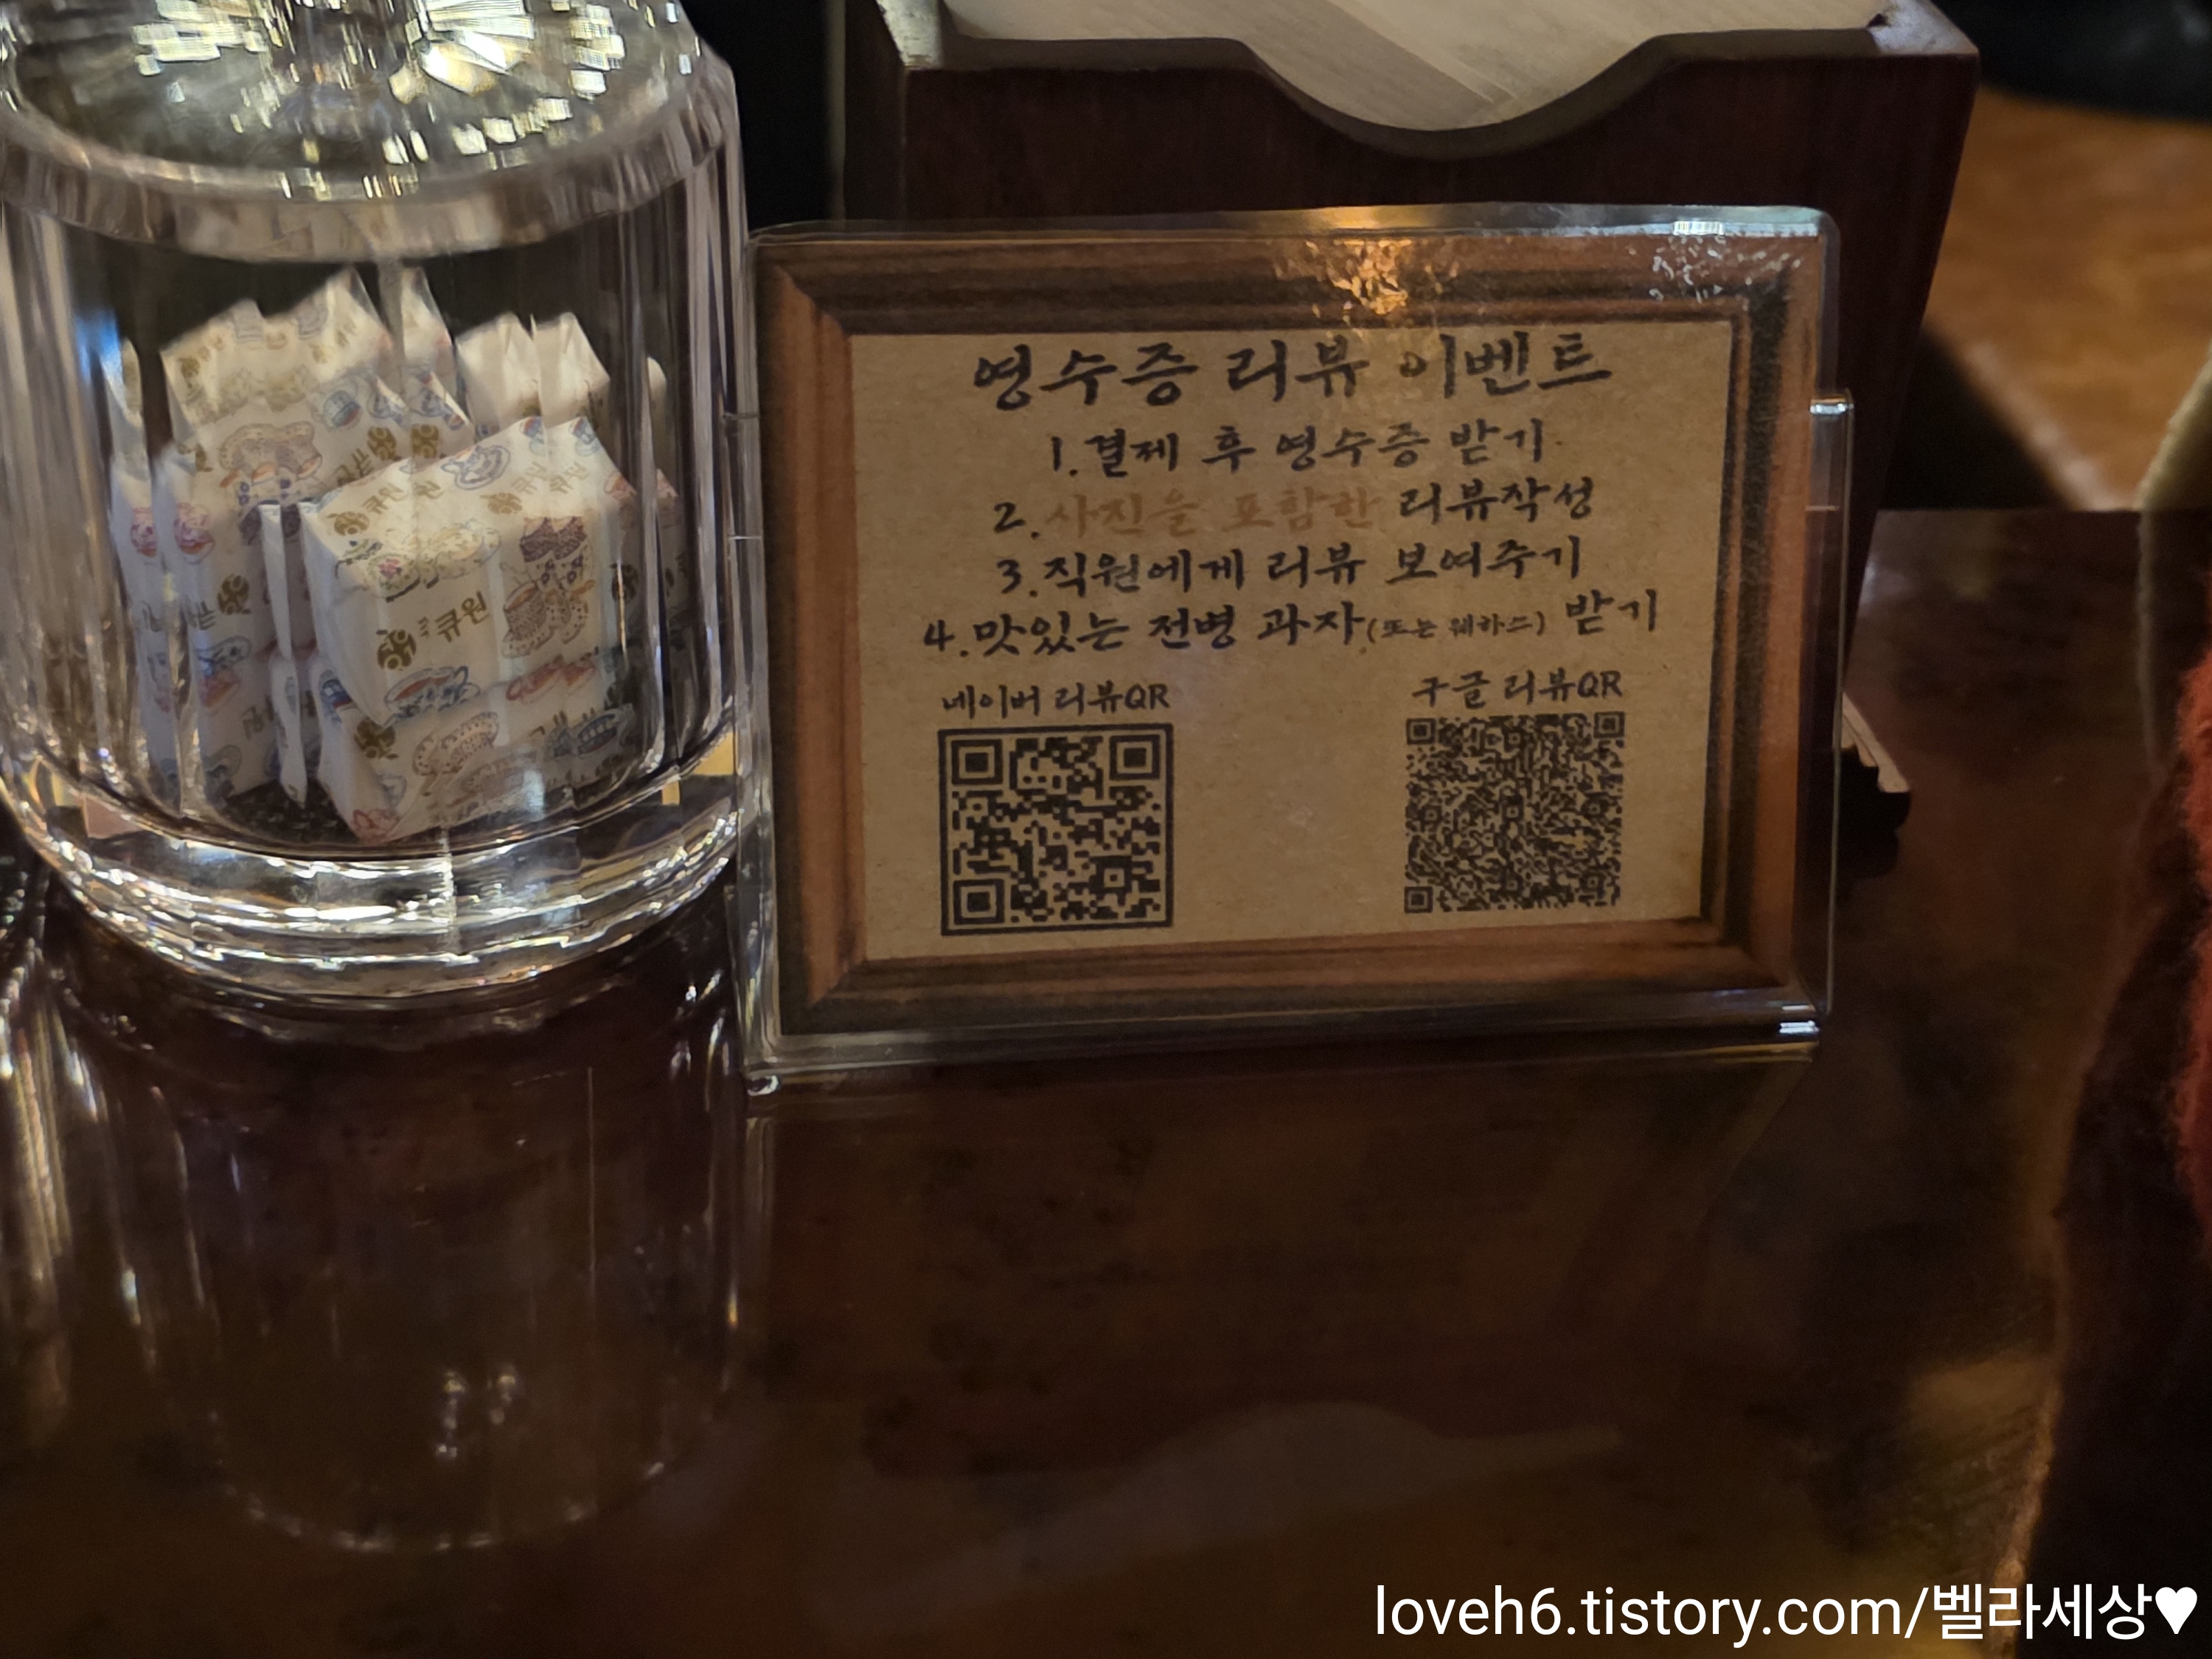 영수증 리뷰 이벤트
1.결제 후 영수증 받기
2.사진을 포함한 리뷰작성
3.직원에게 리뷰 보여주기
4.맛있는 전병 과자(또는 웨하스) 받기
네이버 리뷰QR
구글 리뷰QR
큐원
큐원
loveh6.tistory.com/벨라세상♥